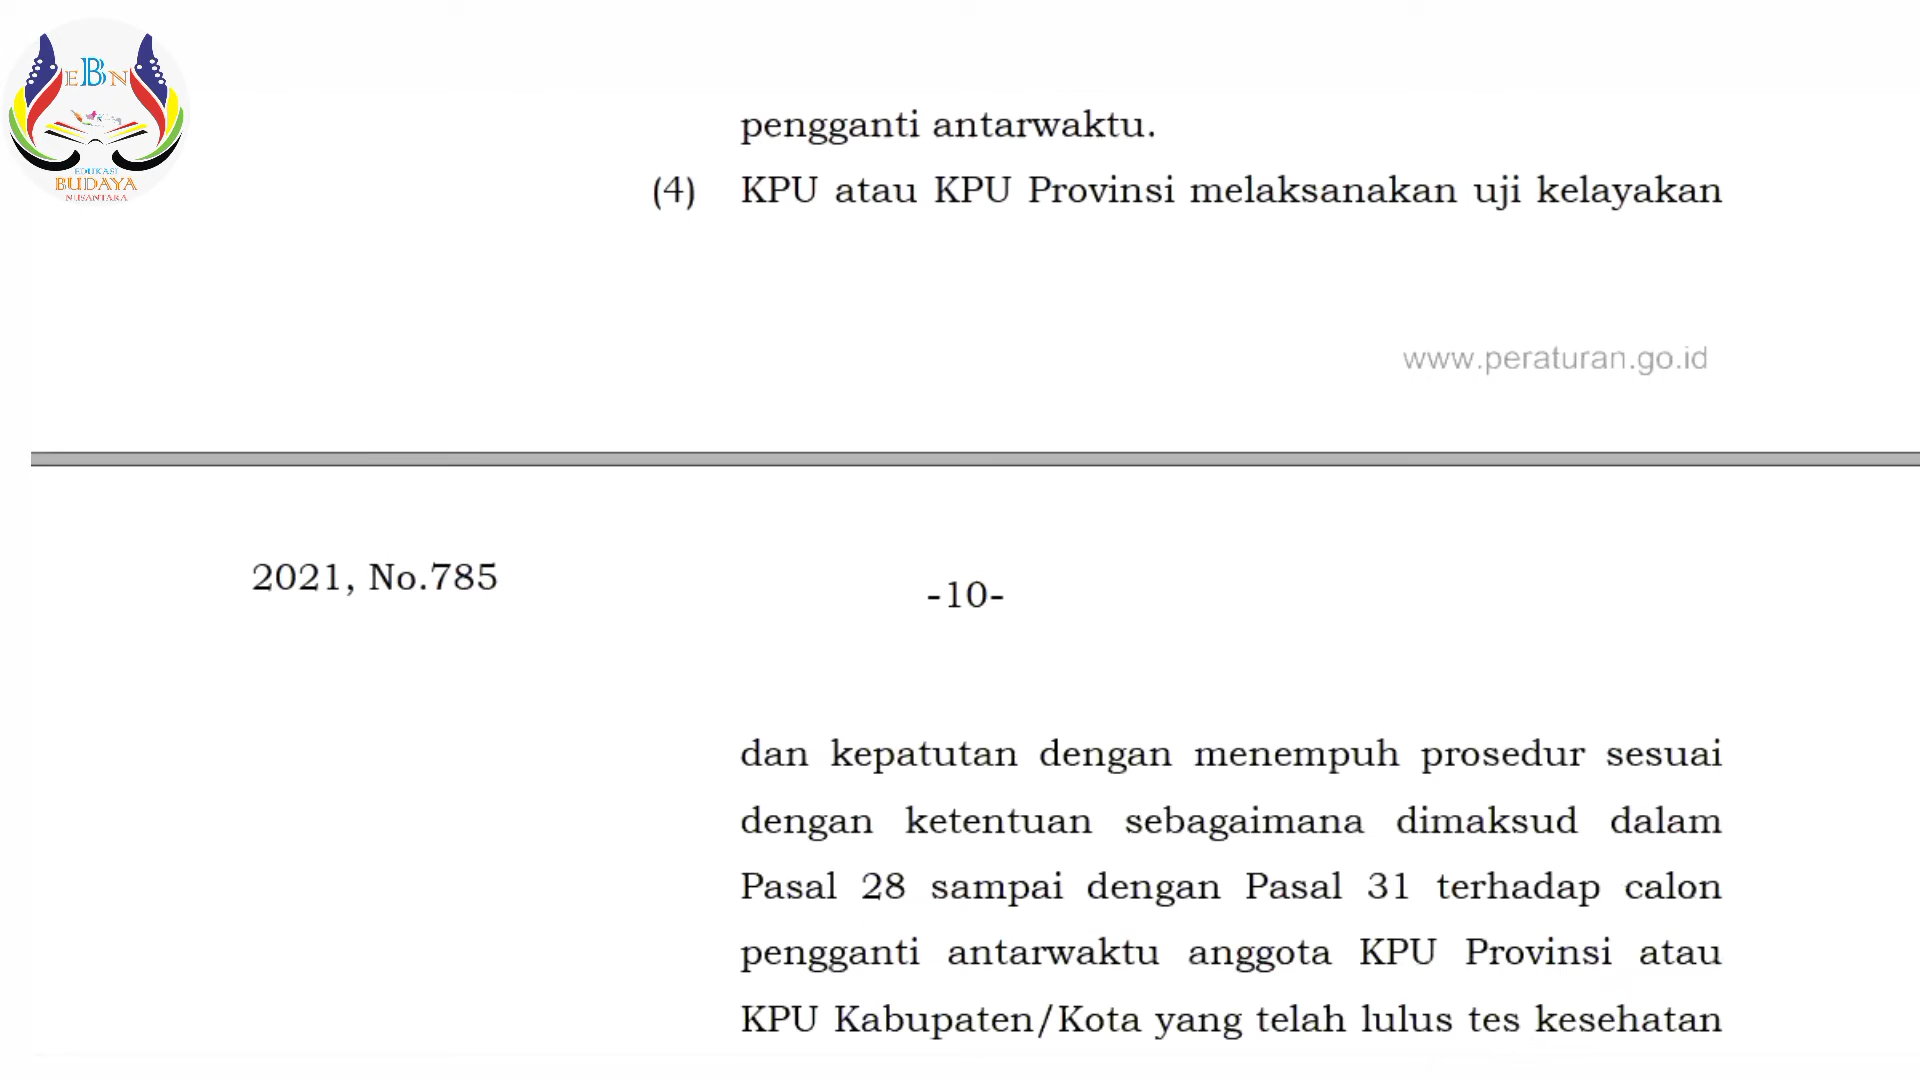 EBN
EDUKASI
BUDAYA
NUSANTARA
pengganti antarwaktu.
(4) KPU atau KPU Provinsi melaksanakan uji kelayakan
www.peraturan.go.id
2021, No.785
-10-
dan kepatutan dengan menempuh prosedur sesuai
dengan ketentuan sebagaimana dimaksud dalam
Pasal 28 sampai dengan Pasal 31 terhadap calon
pengganti antarwaktu anggota KPU Provinsi atau
KPU Kabupaten/Kota yang telah lulus tes kesehatan